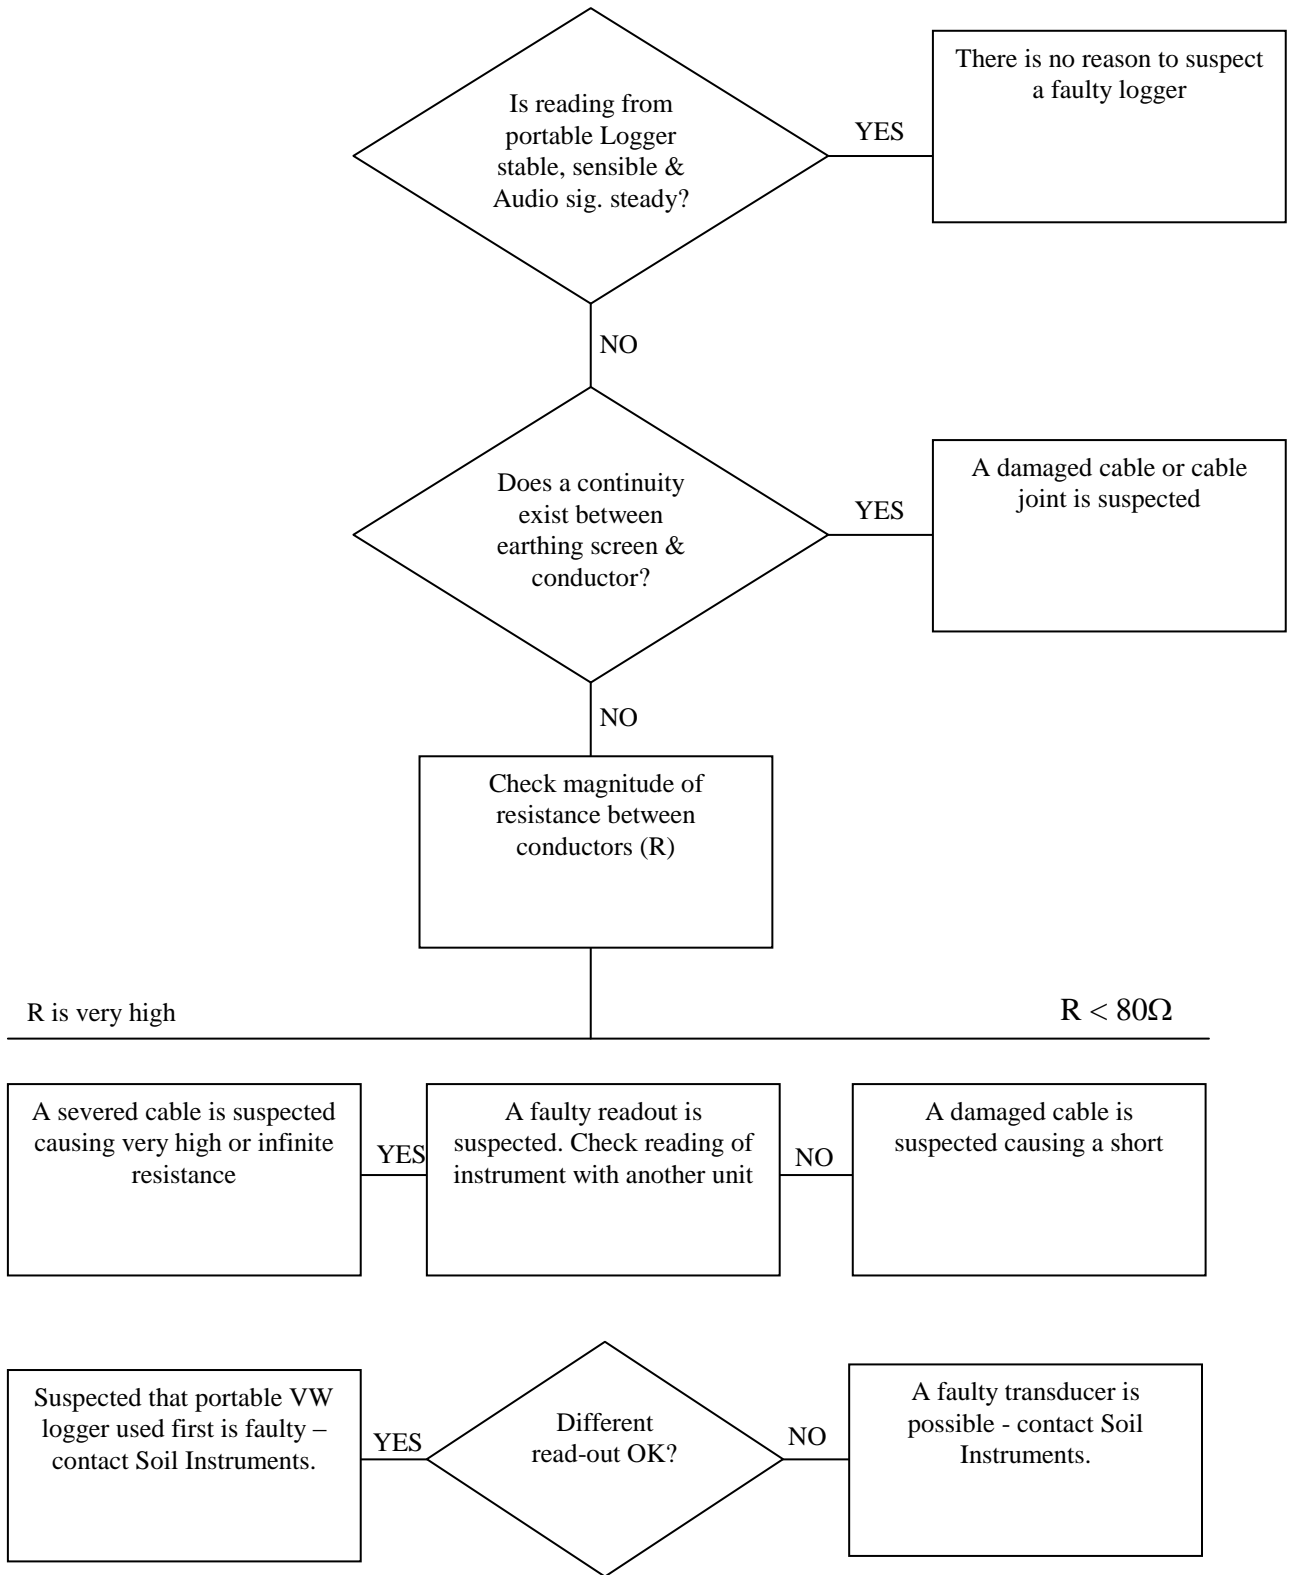 Is reading from
portable Logger
stable, sensible &
Audio sig. steady?
YES
There is no reason to suspect
a faulty logger
NO
Does a continuity
exist between
earthing screen &
conductor?
YES
A damaged cable or cable
joint is suspected
NO
Check magnitude of
resistance between
conductors (R)
R is very high
R < 80Ω
A severed cable is suspected
causing very high or infinite
resistance
YES
A faulty readout is
suspected. Check reading of
instrument with another unit
NO
A damaged cable is
suspected causing a short
Suspected that portable VW
logger used first is faulty –
contact Soil Instruments.
YES
Different
read-out OK?
NO
A faulty transducer is
possible - contact Soil
Instruments.